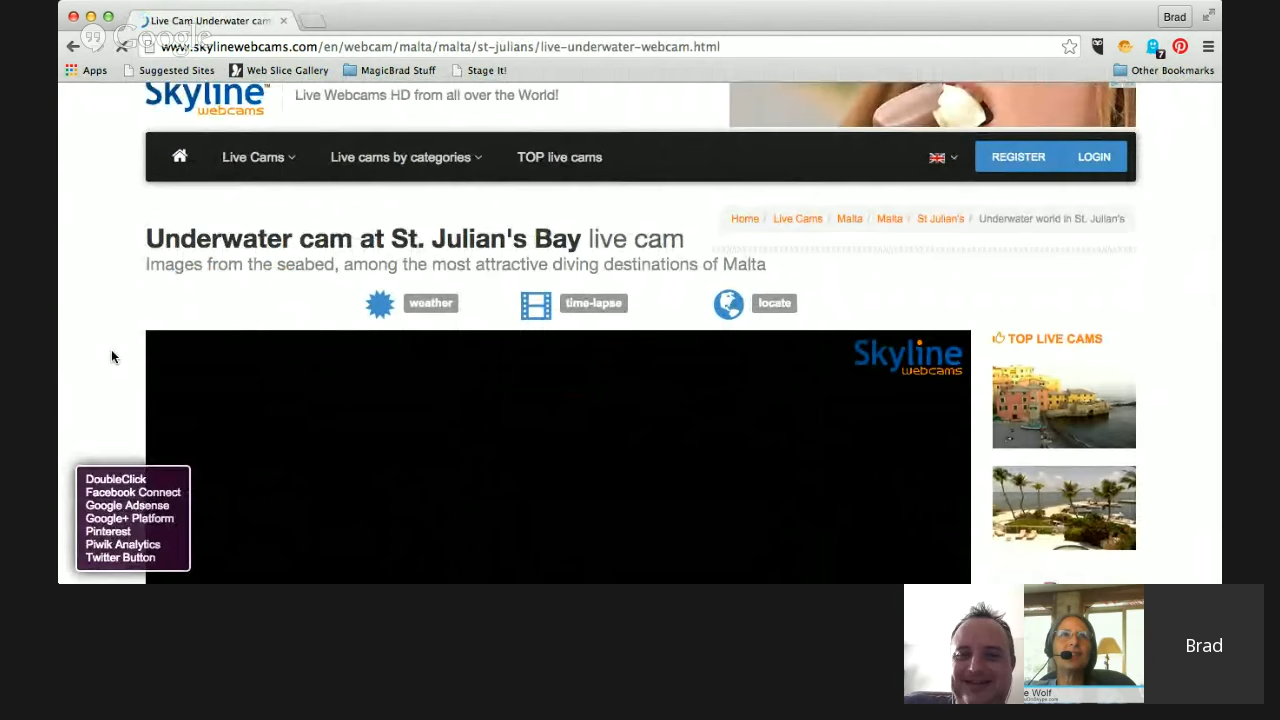 Live Cam Underwater cam
Brad
Google
www.skylinewebcams.com/en/webcam/malta/malta/st-julians/live-underwater-webcam.html
7
Apps
Suggested Sites
Web Slice Gallery
MagicBrad Stuff
Stage It!
Other Bookmarks
Skyline
webcams
Live Webcams HD from all over the World!
Live Cams
Live cams by categories
TOP live cams
REGISTER
LOGIN
Home / Live Cams / Malta / Malta / St Julian's / Underwater world in St. Julian's
Underwater cam at St. Julian's Bay live cam
Images from the seabed, among the most attractive diving destinations of Malta
weather
time-lapse
locate
Skyline
webcams
TOP LIVE CAMS
DoubleClick
Facebook Connect
Google Adsense
Google+ Platform
Pinterest
Piwik Analytics
Twitter Button
e Wolf
Brad